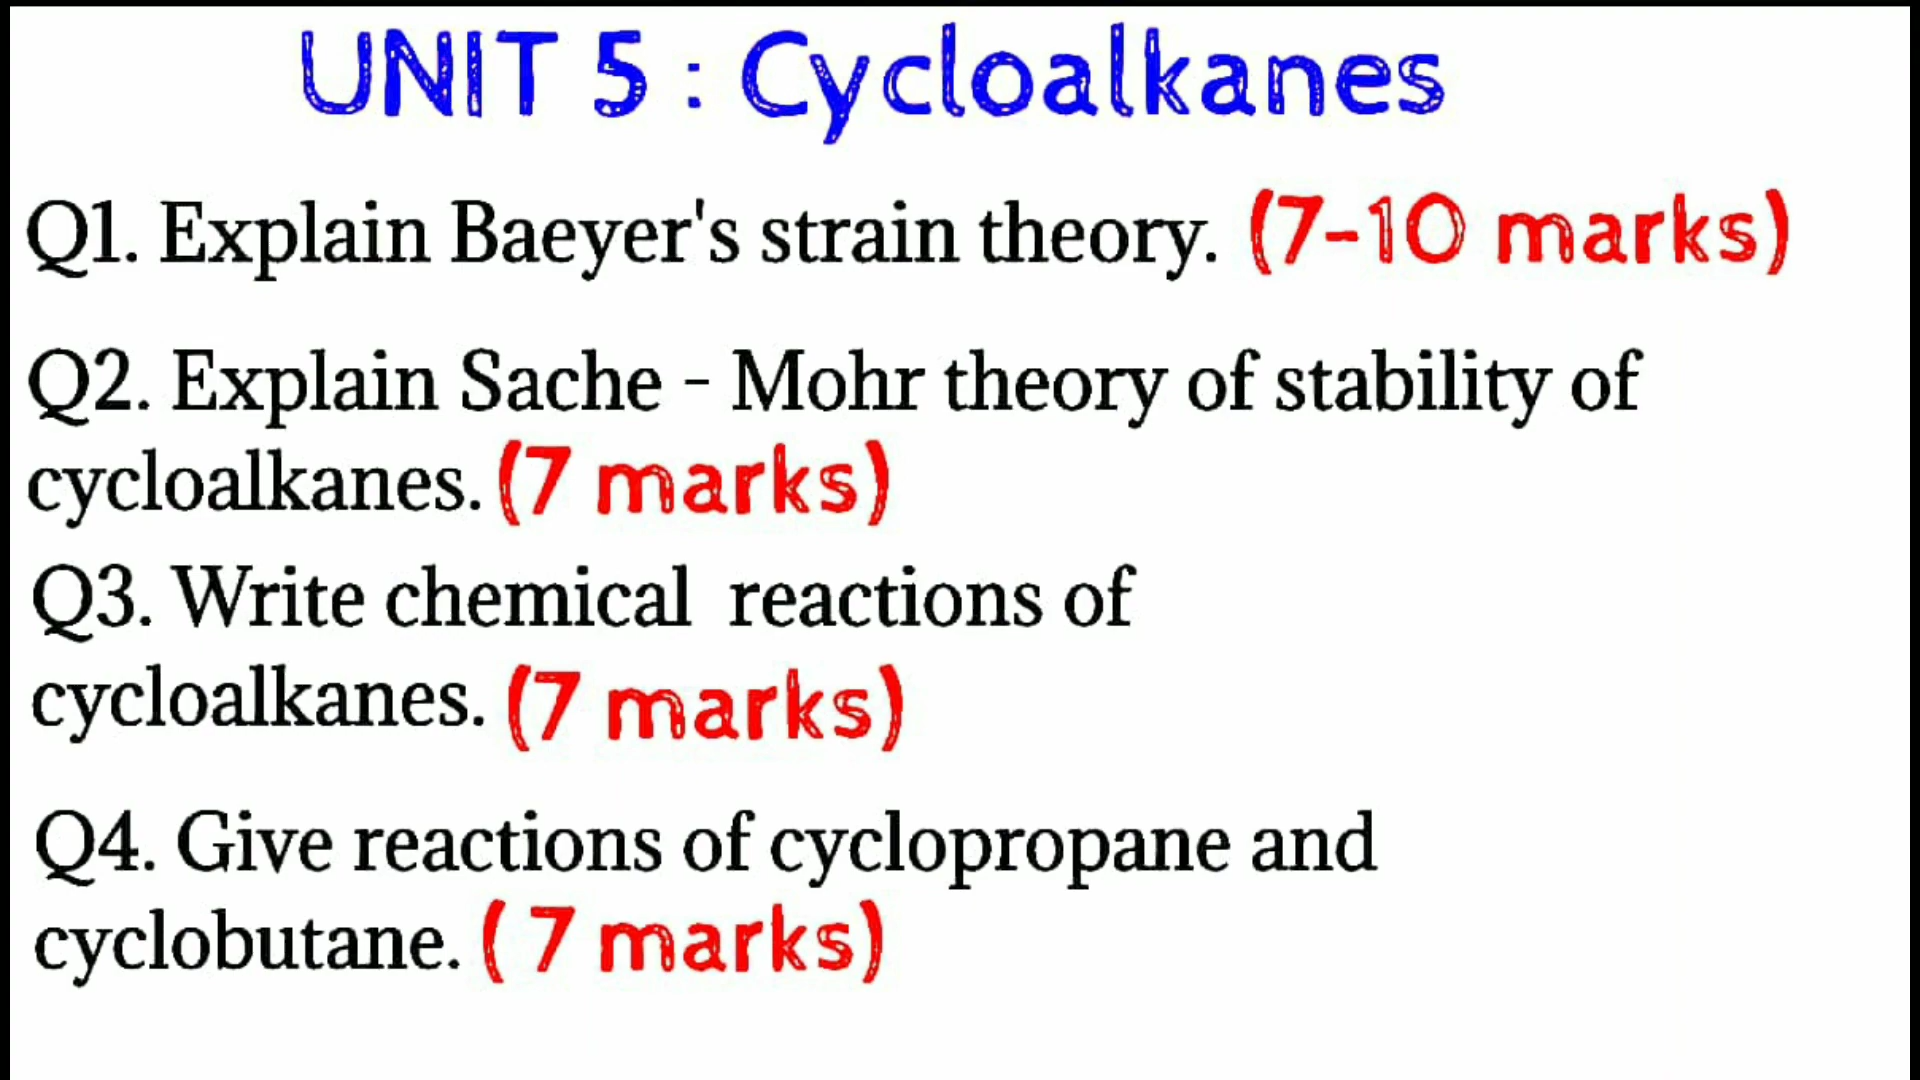 UNIT 5 : Cycloalkanes
Q1. Explain Baeyer's strain theory. (7-10 marks)
Q2. Explain Sache - Mohr theory of stability of
cycloalkanes. (7 marks)
Q3. Write chemical reactions of
cycloalkanes. (7 marks)
Q4. Give reactions of cyclopropane and
cyclobutane. ( 7 marks)